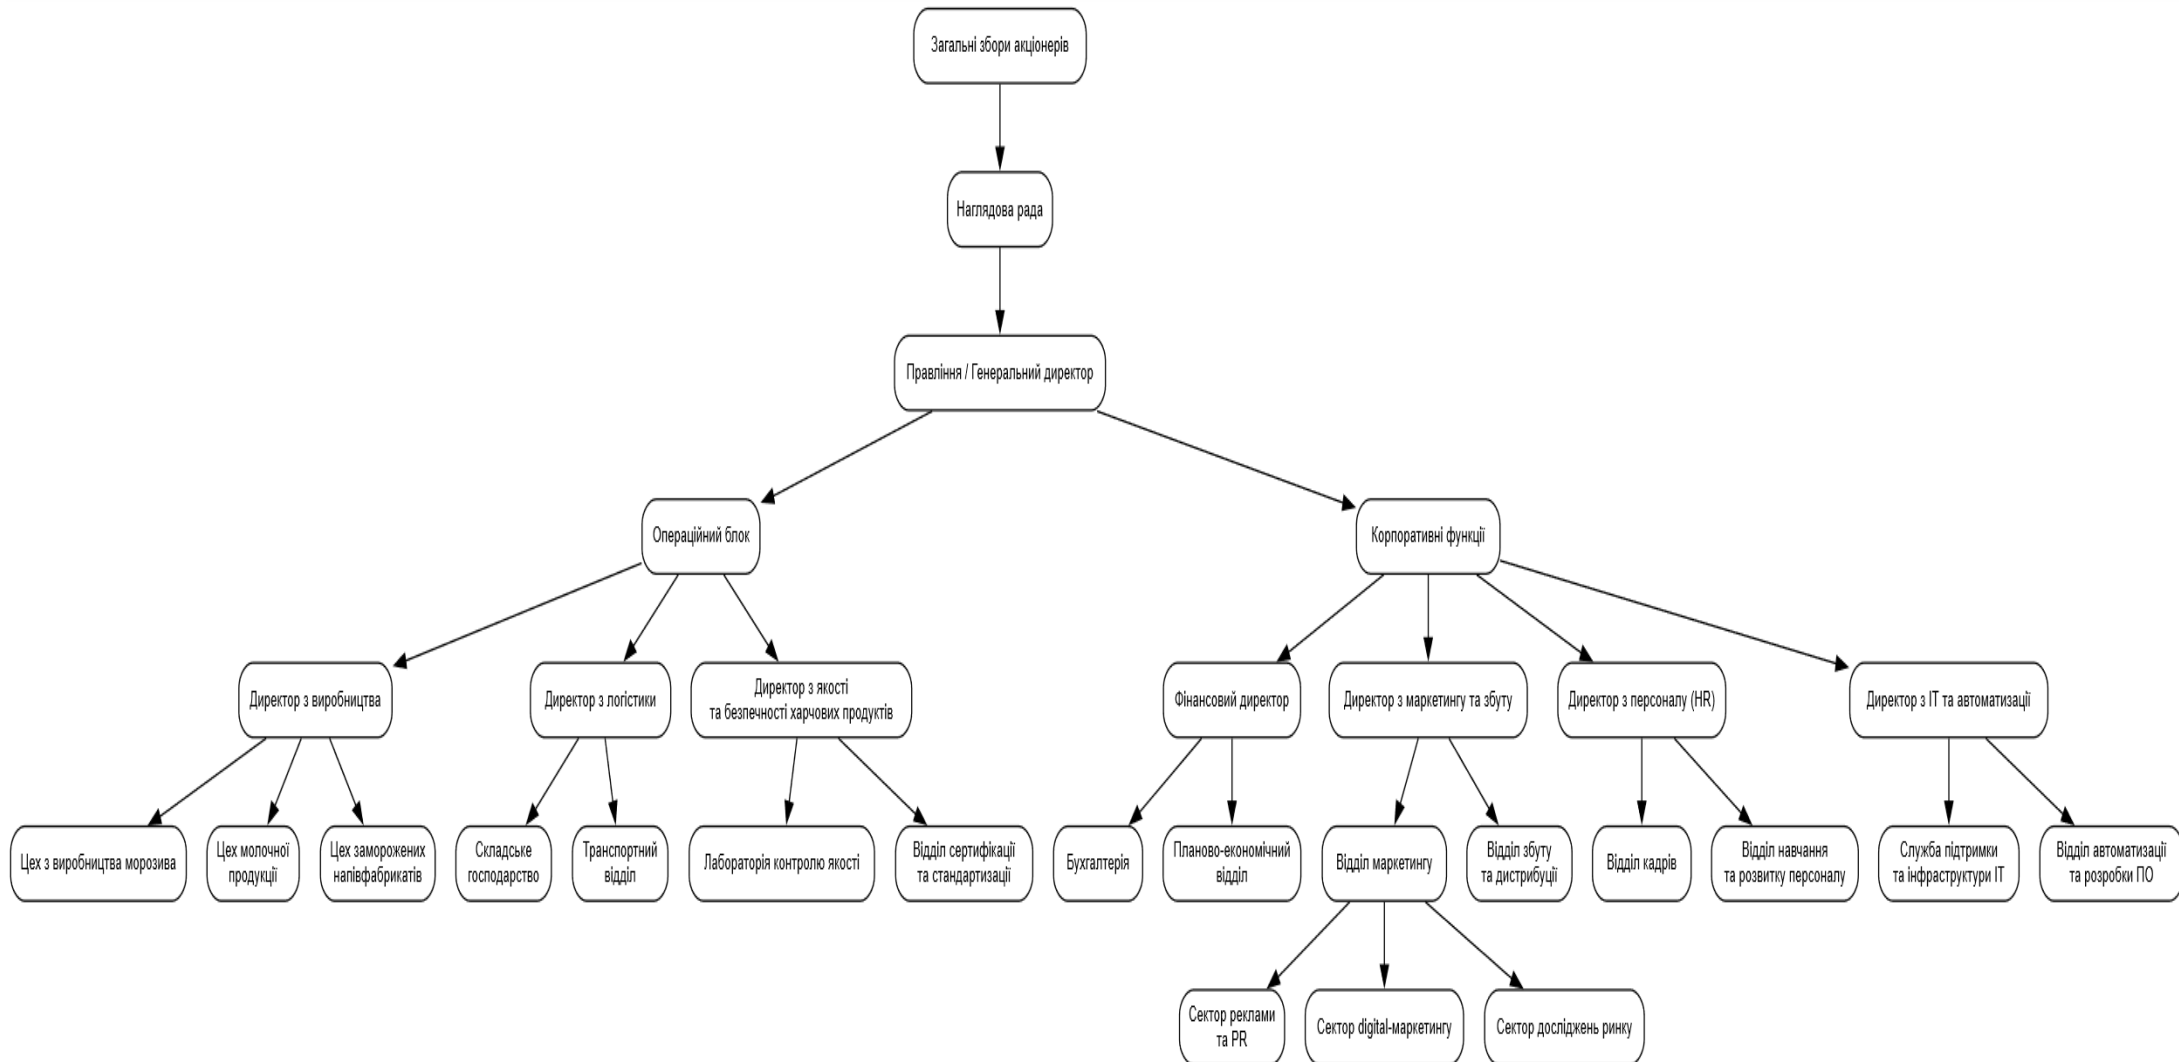 Загальні збори акціонерів
Наглядова рада
Правління / Генеральний директор
Операційний блок
Корпоративні функції
Директор з виробництва
Директор з логістики
Директор з якості
та безпечності харчових продуктів
Фінансовий директор
Директор з маркетингу та збуту
Директор з персоналу (HR)
Директор з ІТ та автоматизації
Цех з виробництва морозива
Цех молочної
продукції
Цех заморожених
напівфабрикатів
Складське
господарство
Транспортний
відділ
Лабораторія контролю якості
Відділ сертифікації
та стандартизації
Бухгалтерія
Планово-економічний
відділ
Відділ маркетингу
Відділ збуту
та дистрибуції
Відділ кадрів
Відділ навчання
та розвитку персоналу
Служба підтримки
та інфраструктури ІТ
Відділ автоматизації
та розробки ПО
Сектор реклами
та PR
Сектор digital-маркетингу
Сектор досліджень ринку